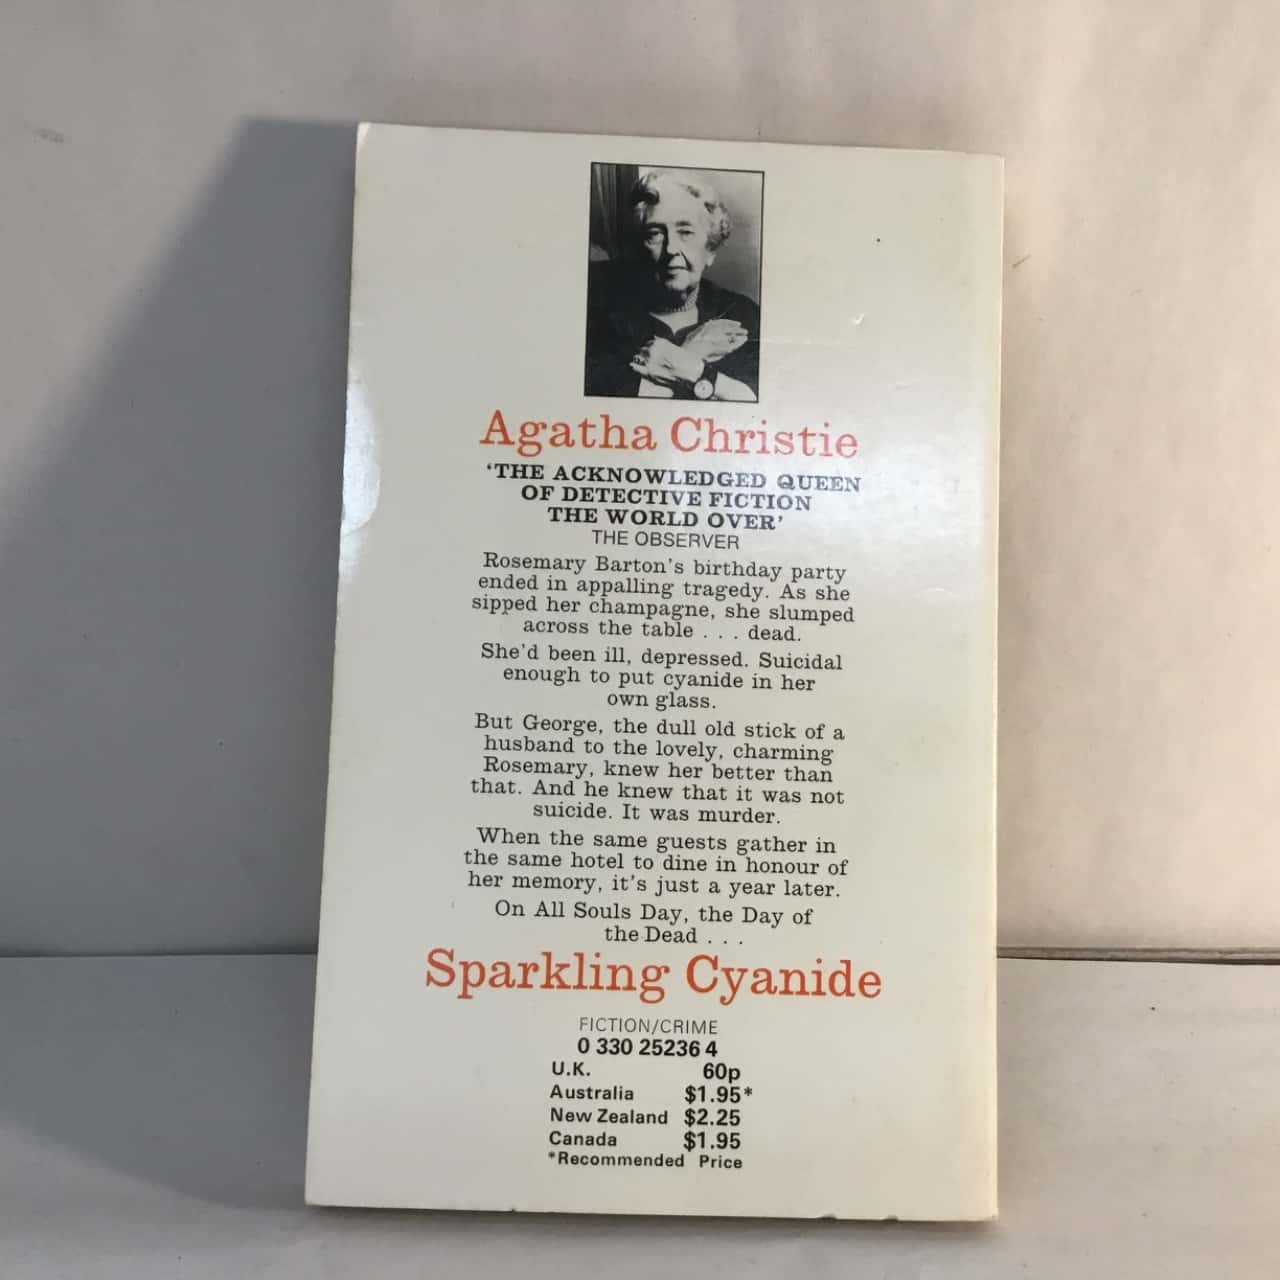 Agatha Christie
‘THE ACKNOWLEDGED QUEEN
OF DETECTIVE FICTION
THE WORLD OVER’
THE OBSERVER
Rosemary Barton’s birthday party
ended in appalling tragedy. As she
sipped her champagne, she slumped
across the table . . . dead.
She’d been ill, depressed. Suicidal
enough to put cyanide in her
own glass.
But George, the dull old stick of a
husband to the lovely, charming
Rosemary, knew her better than
that. And he knew that it was not
suicide. It was murder.
When the same guests gather in
the same hotel to dine in honour of
her memory, it’s just a year later.
On All Souls Day, the Day of
the Dead . . .
Sparkling Cyanide
FICTION/CRIME
0 330 25236 4
U.K. 60p
Australia $1.95*
New Zealand $2.25
Canada $1.95
*Recommended Price